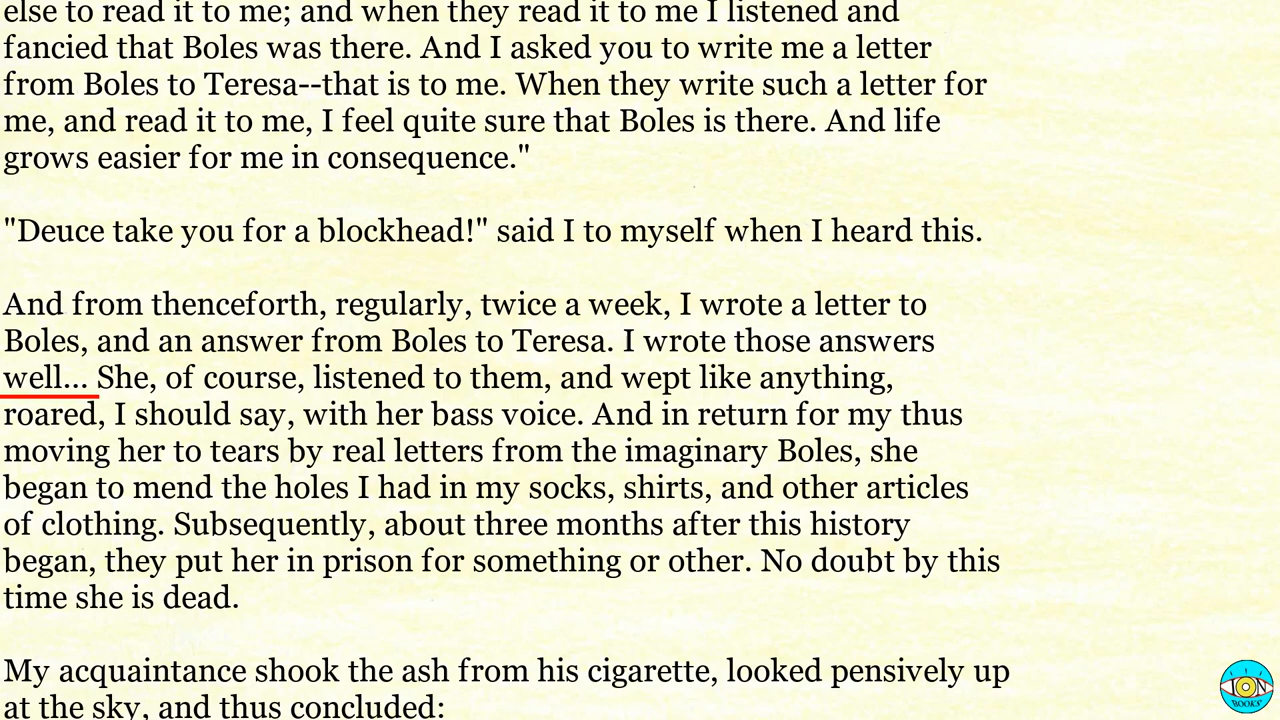 else to read it to me; and when they read it to me I listened and
fancied that Boles was there. And I asked you to write me a letter
from Boles to Teresa--that is to me. When they write such a letter for
me, and read it to me, I feel quite sure that Boles is there. And life
grows easier for me in consequence."
"Deuce take you for a blockhead!" said I to myself when I heard this.
And from thenceforth, regularly, twice a week, I wrote a letter to
Boles, and an answer from Boles to Teresa. I wrote those answers
well... She, of course, listened to them, and wept like anything,
roared, I should say, with her bass voice. And in return for my thus
moving her to tears by real letters from the imaginary Boles, she
began to mend the holes I had in my socks, shirts, and other articles
of clothing. Subsequently, about three months after this history
began, they put her in prison for something or other. No doubt by this
time she is dead.
My acquaintance shook the ash from his cigarette, looked pensively up
at the sky, and thus concluded:
ION
BOOKS